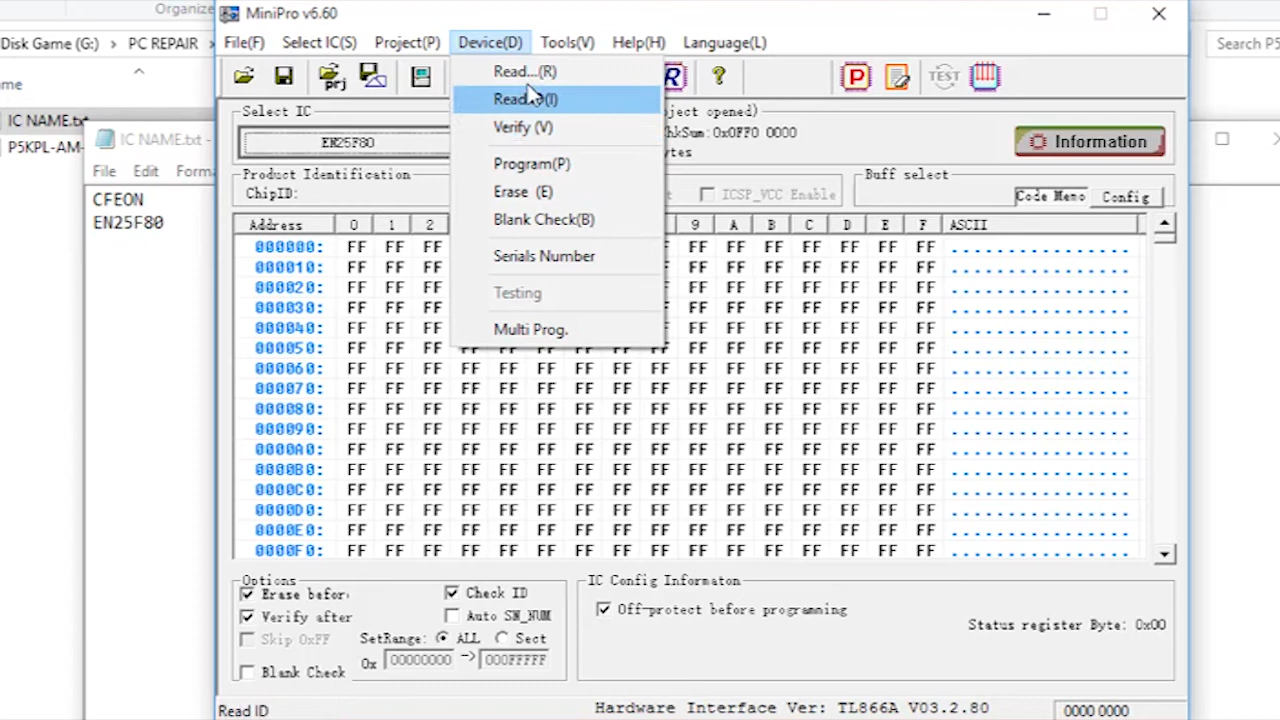 Organize
MiniPro v6.60
Disk Game (G:) › PC REPAIR
Search P5
File(F) Select IC(S) Project(P) Device(D) Tools(V) Help(H) Language(L)
prj
R
?
P
TEST
Read...(R)
Verify (V)
Program(P)
Erase (E)
Blank Check(B)
Serials Number
Testing
Multi Prog.
IC NAME.txt
P5KPL-AM-
IC NAME.txt -
File Edit Forma
CFEON
EN25F80
Select IC
EN25F80
ject opened)
hkSum:0x0FF0 0000
ytes
Information
Product Identification
ChipID:
ICSP_VCC Enable
Buff select
Code Memo Config
Address 0 1 2 9 A B C D E F ASCII
000000: FF FF FF FF FF FF FF FF FF FF ................
000010: FF FF FF FF FF FF FF FF FF FF ................
000020: FF FF FF FF FF FF FF FF FF FF ................
000030: FF FF FF FF FF FF FF FF FF FF ................
000040: FF FF FF FF FF FF FF FF FF FF ................
000050: FF FF FF FF FF FF FF FF FF FF FF FF FF FF FF FF ................
000060: FF FF FF FF FF FF FF FF FF FF FF FF FF FF FF FF ................
000070: FF FF FF FF FF FF FF FF FF FF FF FF FF FF FF FF ................
000080: FF FF FF FF FF FF FF FF FF FF FF FF FF FF FF FF ................
000090: FF FF FF FF FF FF FF FF FF FF FF FF FF FF FF FF ................
0000A0: FF FF FF FF FF FF FF FF FF FF FF FF FF FF FF FF ................
0000B0: FF FF FF FF FF FF FF FF FF FF FF FF FF FF FF FF ................
0000C0: FF FF FF FF FF FF FF FF FF FF FF FF FF FF FF FF ................
0000D0: FF FF FF FF FF FF FF FF FF FF FF FF FF FF FF FF ................
0000E0: FF FF FF FF FF FF FF FF FF FF FF FF FF FF FF FF ................
0000F0: FF FF FF FF FF FF FF FF FF FF FF FF FF FF FF FF ................
Options
Erase befor
Check ID
Verify after
Auto SN_NUM
Skip 0xFF
SetRange: ALL Sect
0x 00000000 -> 000FFFFF
Blank Check
IC Config Informaton
Off-protect before programming
Status register Byte: 0x00
Read ID
Hardware Interface Ver: TL866A V03.2.80
0000 0000